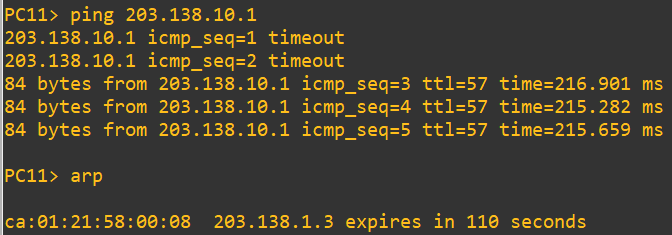 PC11> ping 203.138.10.1
203.138.10.1 icmp_seq=1 timeout
203.138.10.1 icmp_seq=2 timeout
84 bytes from 203.138.10.1 icmp_seq=3 ttl=57 time=216.901 ms
84 bytes from 203.138.10.1 icmp_seq=4 ttl=57 time=215.282 ms
84 bytes from 203.138.10.1 icmp_seq=5 ttl=57 time=215.659 ms
PC11> arp
ca:01:21:58:00:08  203.138.1.3 expires in 110 seconds